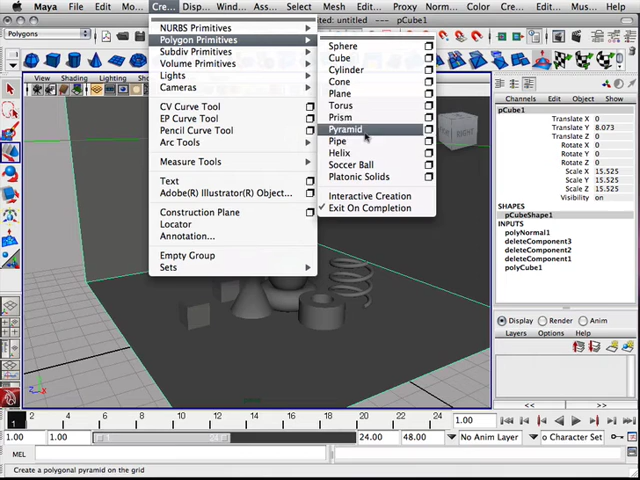 Maya File Edit Mo... Cre... Disp... Wind... Ass... Select Mesh Edit... Proxy Norm... Col
Maya... hed: untitled --- pCube1
Polygons
View Shading Lighting
NURBS Primitives
Polygon Primitives
Subdiv Primitives
Volume Primitives
Lights
Cameras
CV Curve Tool
EP Curve Tool
Pencil Curve Tool
Arc Tools
Measure Tools
Text
Adobe(R) Illustrator(R) Object...
Construction Plane
Locator
Annotation...
Empty Group
Sets
Sphere
Cube
Cylinder
Cone
Plane
Torus
Prism
Pyramid
Pipe
Helix
Soccer Ball
Platonic Solids
Interactive Creation
✓ Exit On Completion
RIGHT
Channels Object Show
pCube1
Translate X 0
Translate Y 8.073
Translate Z 0
Rotate X 0
Rotate Y 0
Rotate Z 0
Scale X 15.525
Scale Y 15.525
Scale Z 15.525
Visibility on
SHAPES
pCubeShape1
INPUTS
polyNormal1
deleteComponent3
deleteComponent2
deleteComponent1
polyCube1
Display Render Anim
Layers Options Help
2 4 6 8 10 12 14 16 18 20 22 24
1
1.00
1.00 1.00 24 24.00 48.00 No Anim Layer o Character Set
MEL
Create a polygonal pyramid on the grid